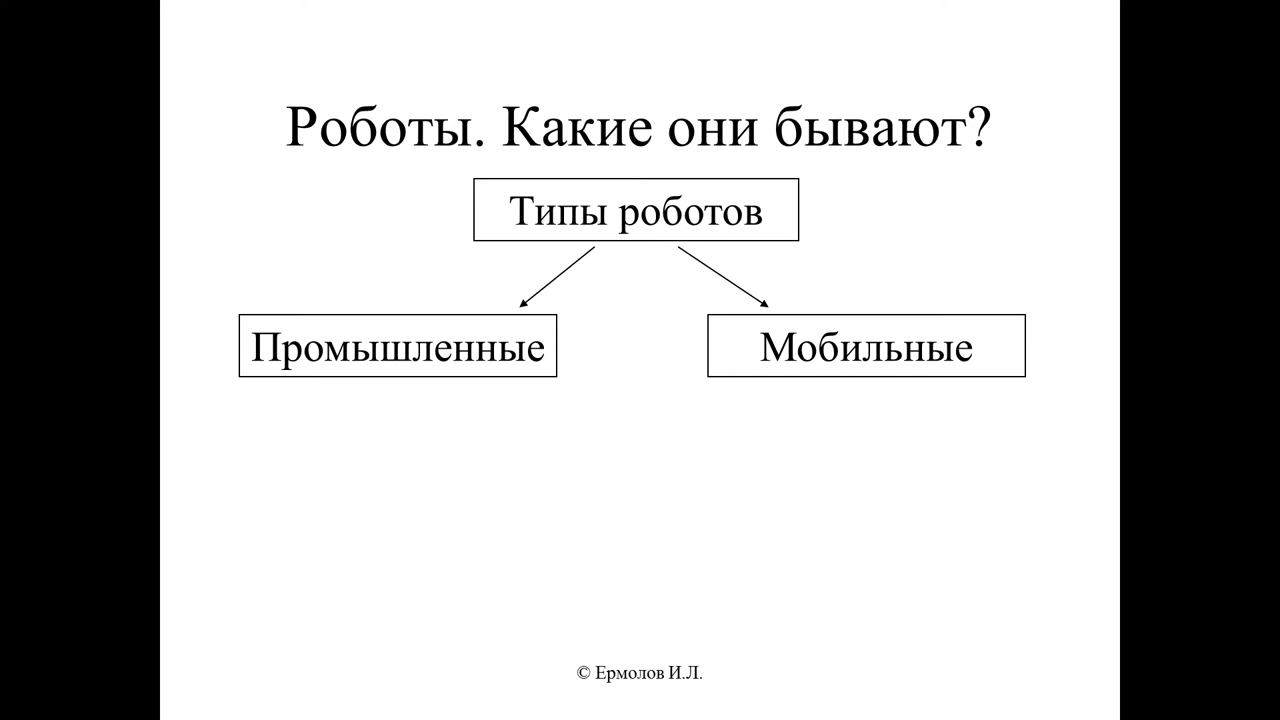 Роботы. Какие они бывают?
Типы роботов
Промышленные
Мобильные
© Ермолов И.Л.